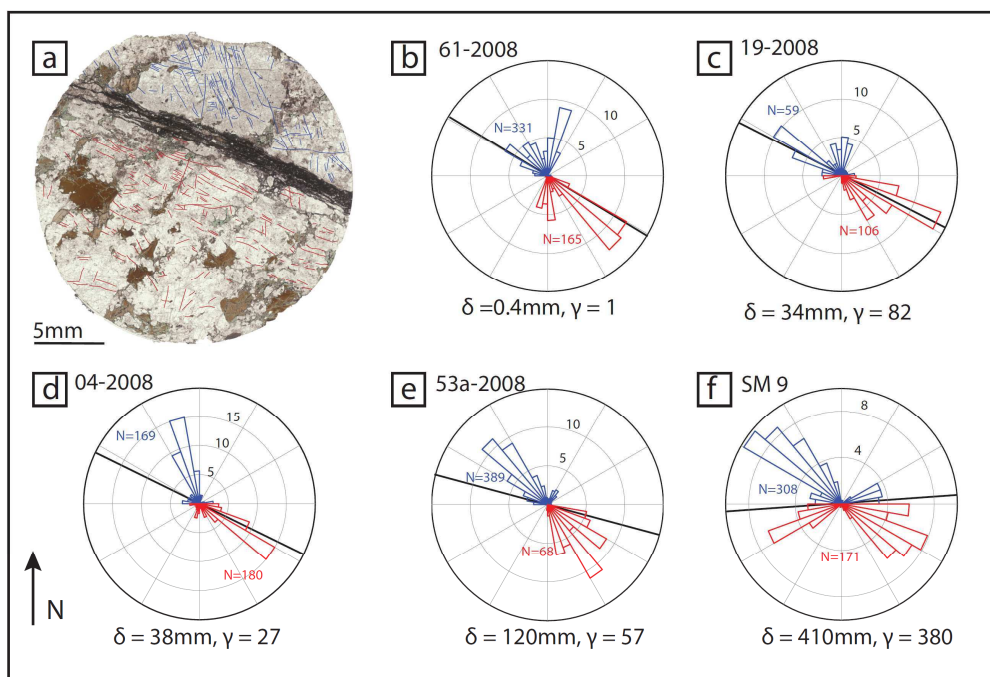 a
5mm
b
61-2008
10
5
N=331
N=165
δ =0.4mm, γ = 1
c
19-2008
10
5
N=59
N=106
δ = 34mm, γ = 82
d
04-2008
15
10
5
N=169
N=180
δ = 38mm, γ = 27
e
53a-2008
10
5
N=389
N=68
δ = 120mm, γ = 57
f
SM 9
8
4
N=308
N=171
δ = 410mm, γ = 380
N